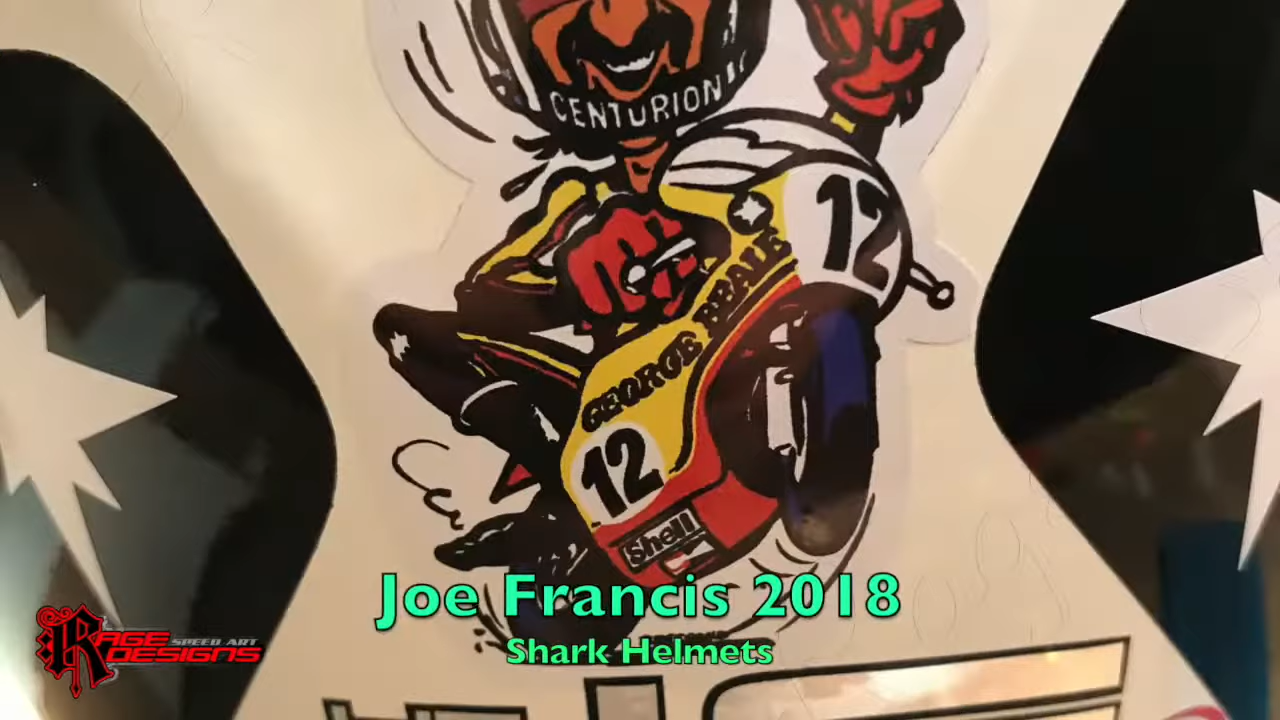 CENTURION
12
GEORGE BEALE
12
Shell
Joe Francis 2018
Shark Helmets
RAGE SPEED ART
DESIGNS